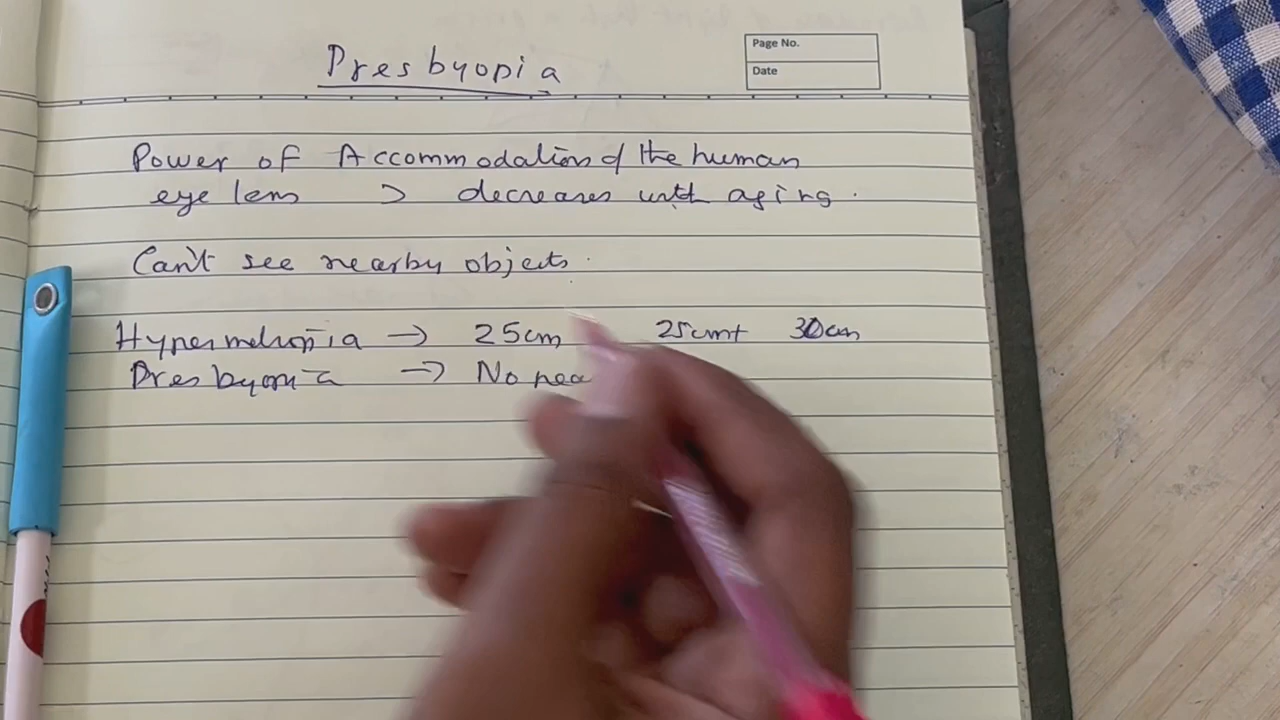 Presbyopia
Page No.
Date
Power of Accommodation of the human
eye lens > decreases with aging.
Can't see nearby objects.
Hypermetropia → 25cm 25cm+ 30cm
Presbyopia → No nea